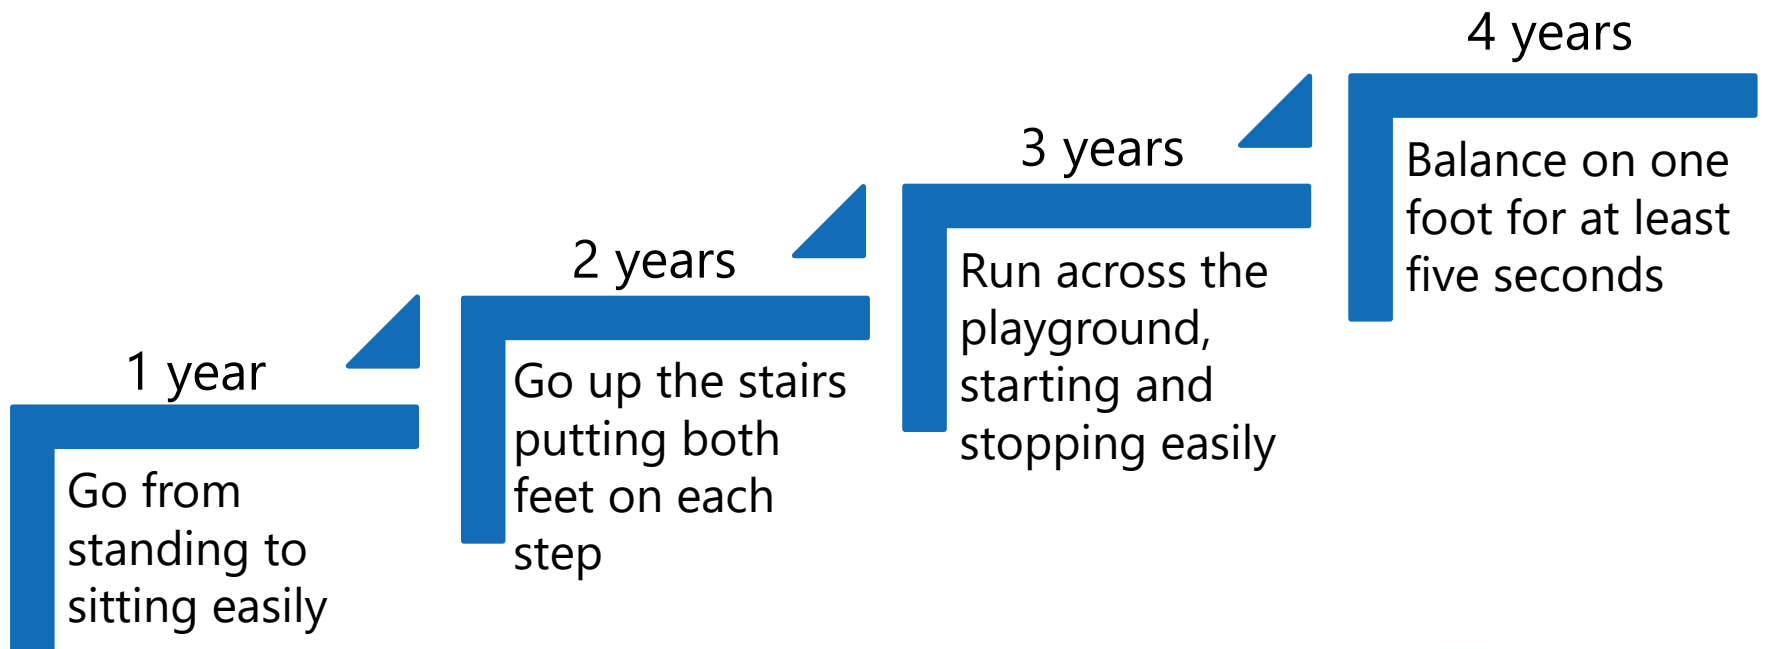 1 year
Go from
standing to
sitting easily
2 years
Go up the stairs
putting both
feet on each
step
3 years
Run across the
playground,
starting and
stopping easily
4 years
Balance on one
foot for at least
five seconds